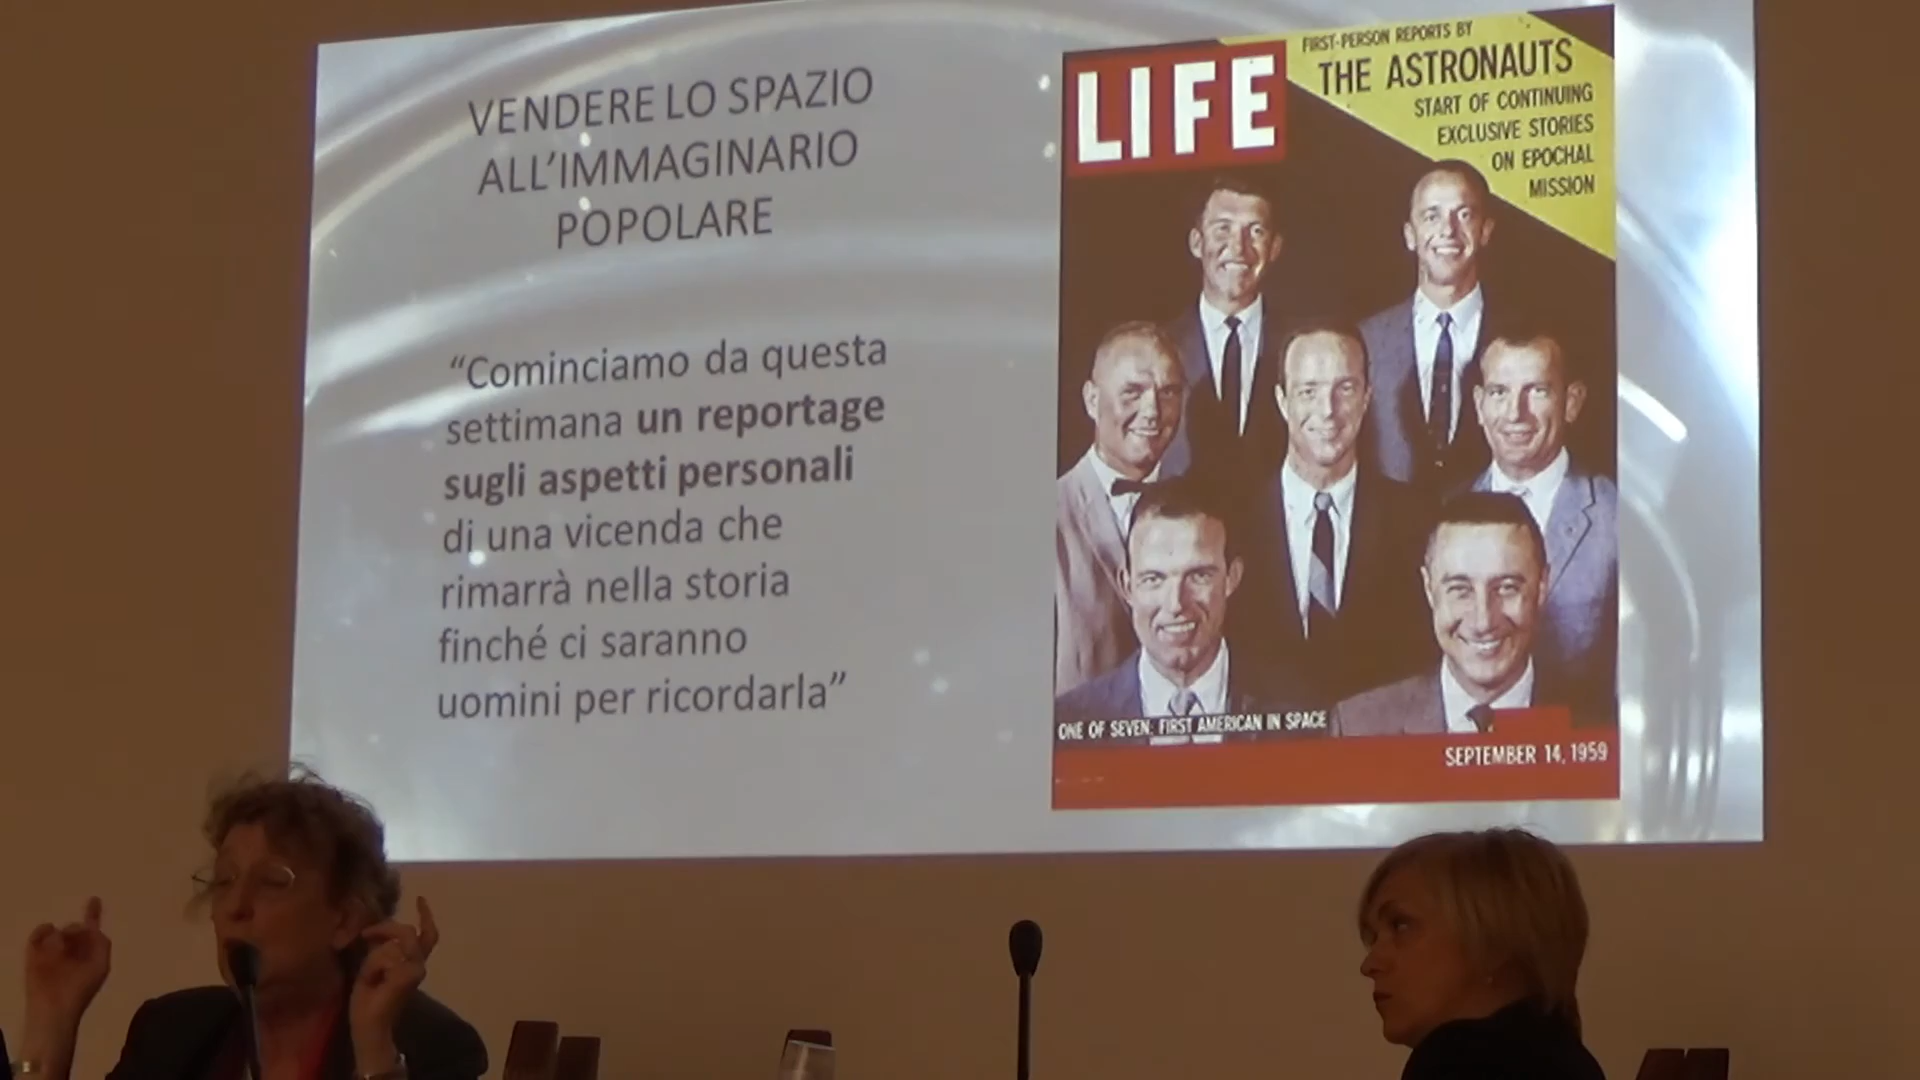 VENDERE LO SPAZIO
ALL’IMMAGINARIO
POPOLARE
“Cominciamo da questa
settimana un reportage
sugli aspetti personali
di una vicenda che
rimarrà nella storia
finché ci saranno
uomini per ricordarla”
LIFE
FIRST-PERSON REPORTS BY
THE ASTRONAUTS
START OF CONTINUING
EXCLUSIVE STORIES
ON EPOCHAL
MISSION
ONE OF SEVEN: FIRST AMERICAN IN SPACE
SEPTEMBER 14, 1959